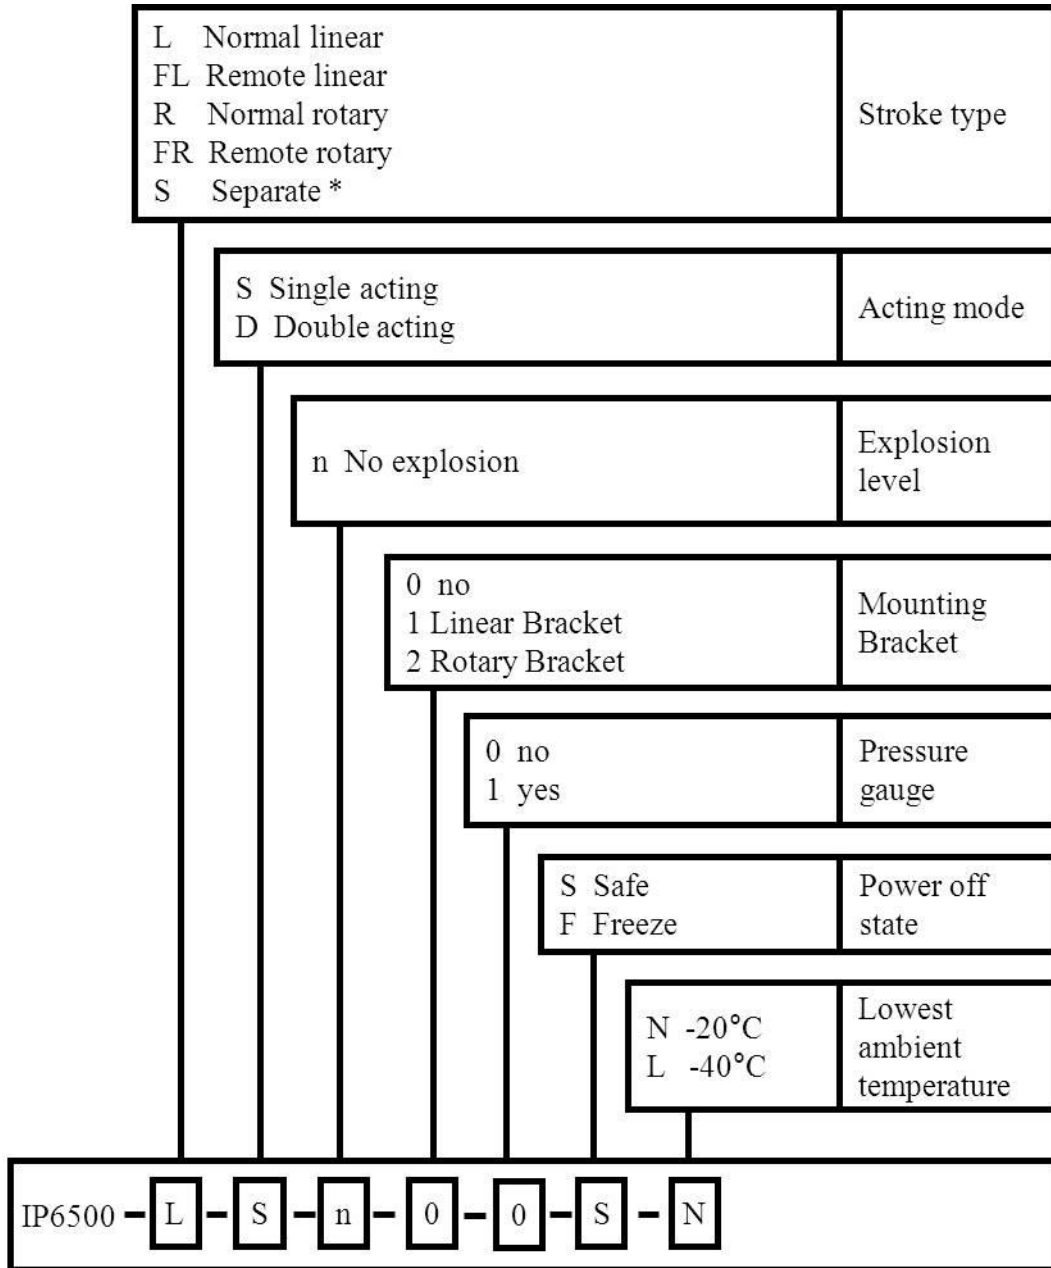 L Normal linear
FL Remote linear
R Normal rotary
FR Remote rotary
S Separate *
Stroke type
S Single acting
D Double acting
Acting mode
n No explosion
Explosion
level
0 no
1 Linear Bracket
2 Rotary Bracket
Mounting
Bracket
0 no
1 yes
Pressure
gauge
S Safe
F Freeze
Power off
state
N -20°C
L -40°C
Lowest
ambient
temperature
IP6500-L-S-n-0-0-S-N